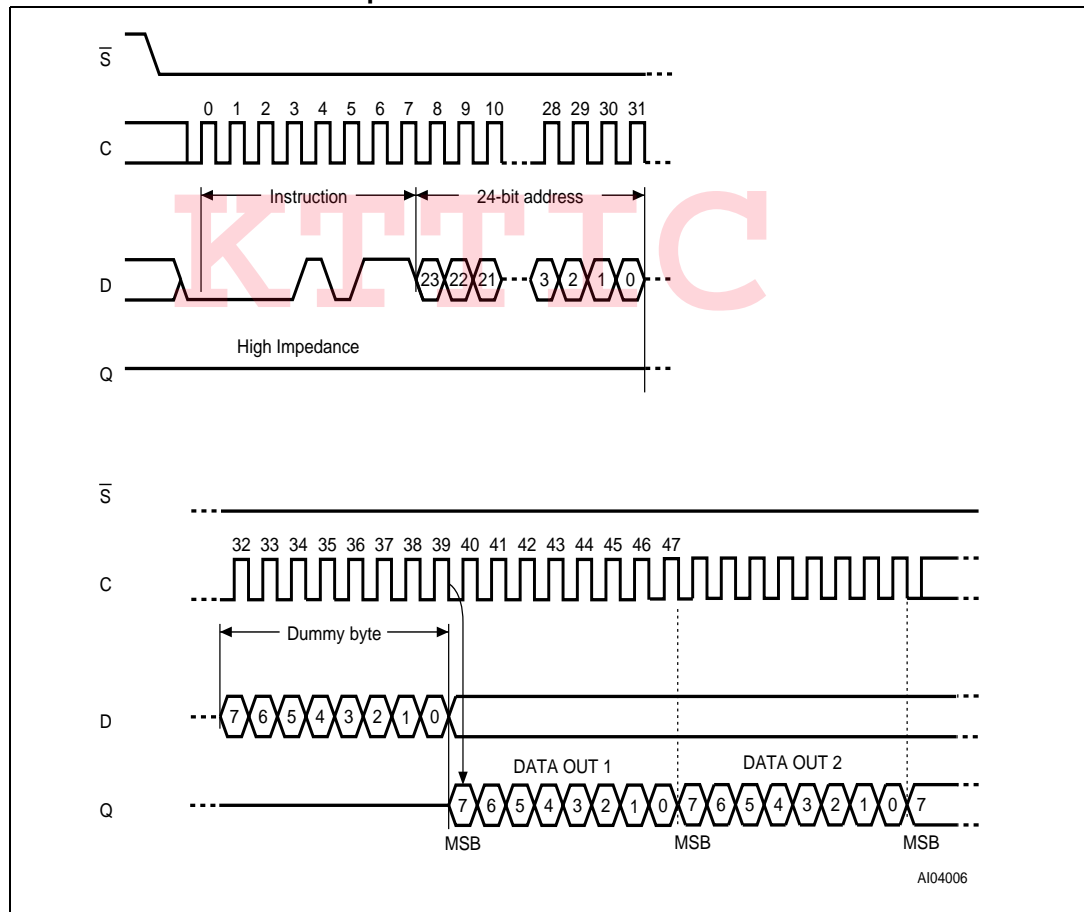 S
0 1 2 3 4 5 6 7 8 9 10 28 29 30 31
C
Instruction 24-bit address
KTTIC
D 23 22 21 3 2 1 0
High Impedance
Q
S
32 33 34 35 36 37 38 39 40 41 42 43 44 45 46 47
C
Dummy byte
D 7 6 5 4 3 2 1 0
DATA OUT 1 DATA OUT 2
Q 7 6 5 4 3 2 1 0 7 6 5 4 3 2 1 0 7
MSB MSB MSB
AI04006